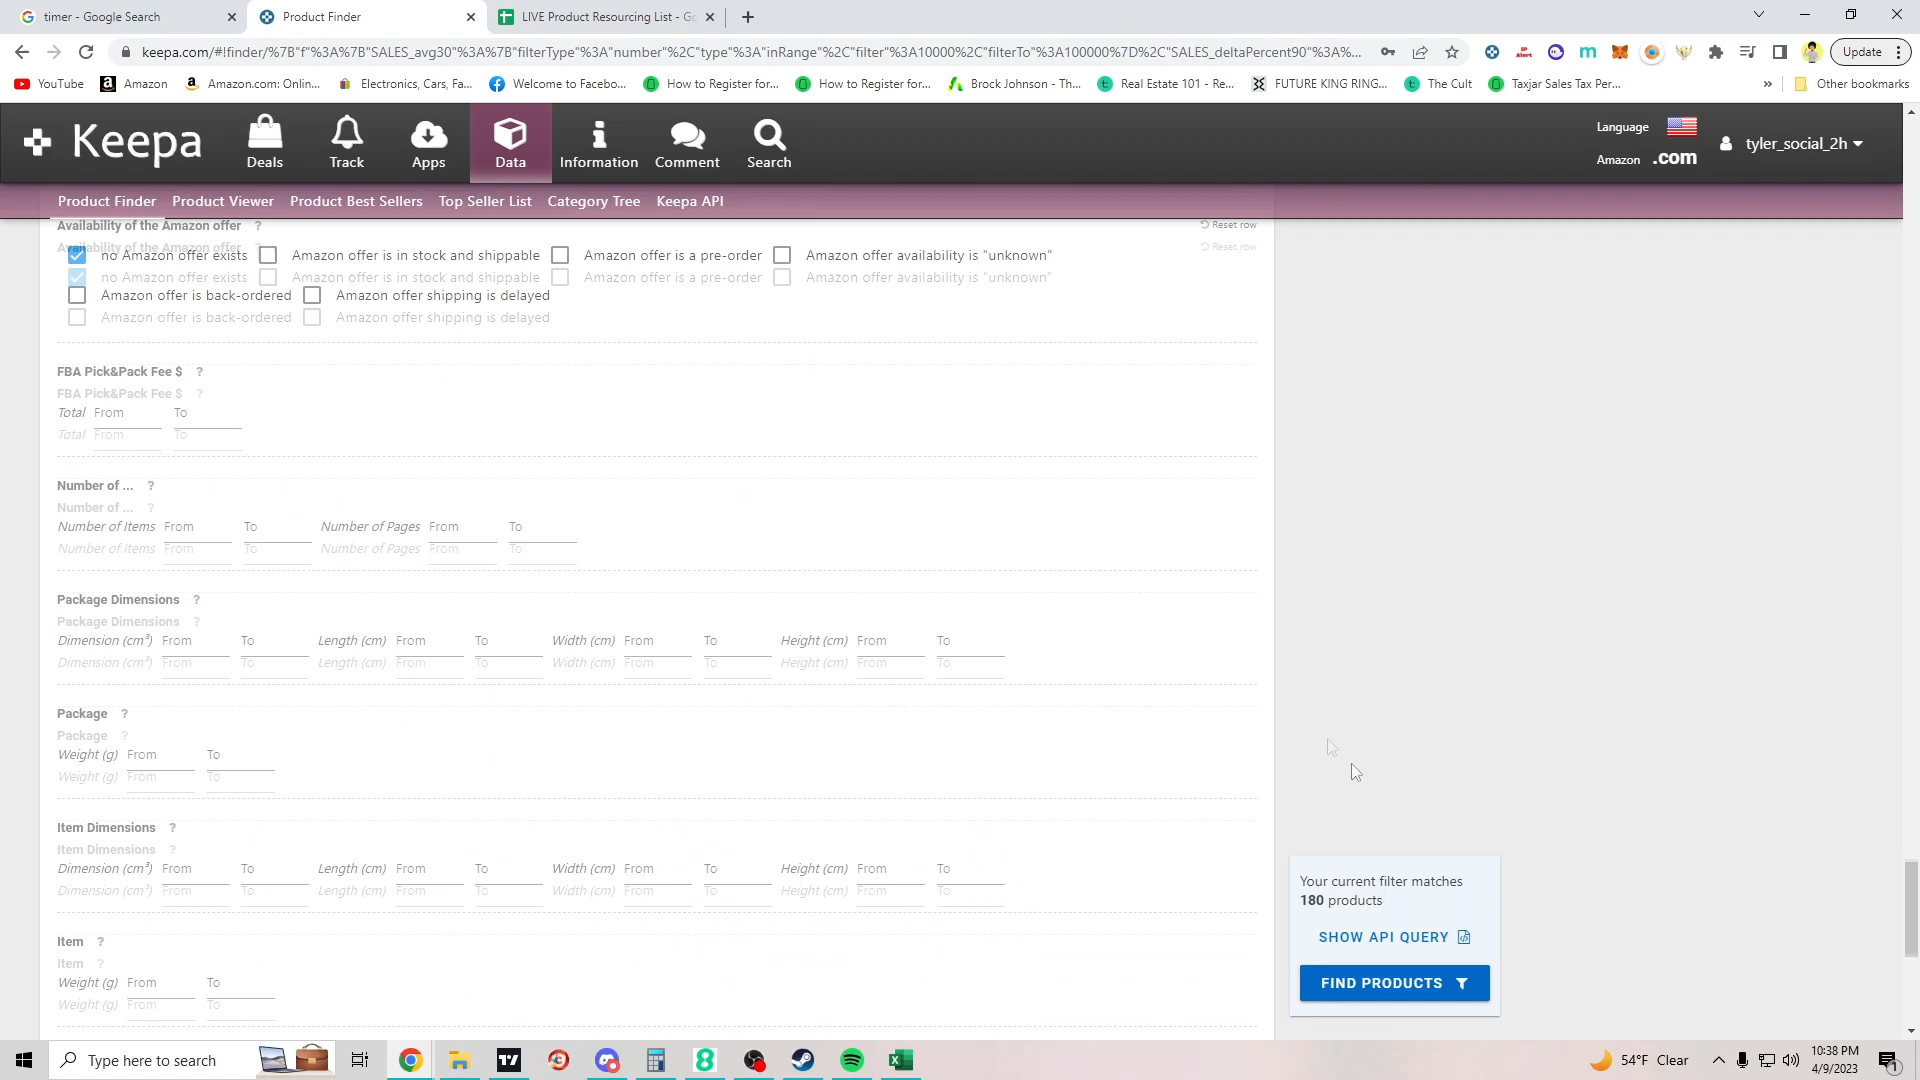 timer - Google Search
Product Finder
LIVE Product Resourcing List - Go
keepa.com/#!finder/%7B"f"%3A%7B"SALES_avg30"%3A%7B"filterType"%3A"number"%2C"type"%3A"inRange"%2C"filter"%3A10000%2C"filterTo"%3A100000%7D%2C"SALES_deltaPercent90"%3A%...
Update
YouTube
Amazon
Amazon.com: Onlin...
Electronics, Cars, Fa...
Welcome to Facebo...
How to Register for...
How to Register for...
Brock Johnson - Th...
Real Estate 101 - Re...
FUTURE KING RING...
The Cult
Taxjar Sales Tax Per...
»
Other bookmarks
Keepa
Deals
Track
Apps
Data
Information
Comment
Search
Language
Amazon .com
tyler_social_2h
Product Finder
Product Viewer
Product Best Sellers
Top Seller List
Category Tree
Keepa API
Availability of the Amazon offer ?
Reset row
Availability of the Amazon offer ?
Reset row
no Amazon offer exists
Amazon offer is in stock and shippable
Amazon offer is a pre-order
Amazon offer availability is "unknown"
no Amazon offer exists
Amazon offer is in stock and shippable
Amazon offer is a pre-order
Amazon offer availability is "unknown"
Amazon offer is back-ordered
Amazon offer shipping is delayed
Amazon offer is back-ordered
Amazon offer shipping is delayed
FBA Pick&Pack Fee $ ?
FBA Pick&Pack Fee $ ?
Total From To
Total From To
Number of ... ?
Number of ... ?
Number of Items From To Number of Pages From To
Number of Items From To Number of Pages From To
Package Dimensions ?
Package Dimensions ?
Dimension (cm³) From To Length (cm) From To Width (cm) From To Height (cm) From To
Dimension (cm³) From To Length (cm) From To Width (cm) From To Height (cm) From To
Package ?
Package ?
Weight (g) From To
Weight (g) From To
Item Dimensions ?
Item Dimensions ?
Dimension (cm³) From To Length (cm) From To Width (cm) From To Height (cm) From To
Dimension (cm³) From To Length (cm) From To Width (cm) From To Height (cm) From To
Item ?
Item ?
Weight (g) From To
Weight (g) From To
Your current filter matches
180 products
SHOW API QUERY
FIND PRODUCTS
Type here to search
54°F Clear
10:38 PM
4/9/2023
1